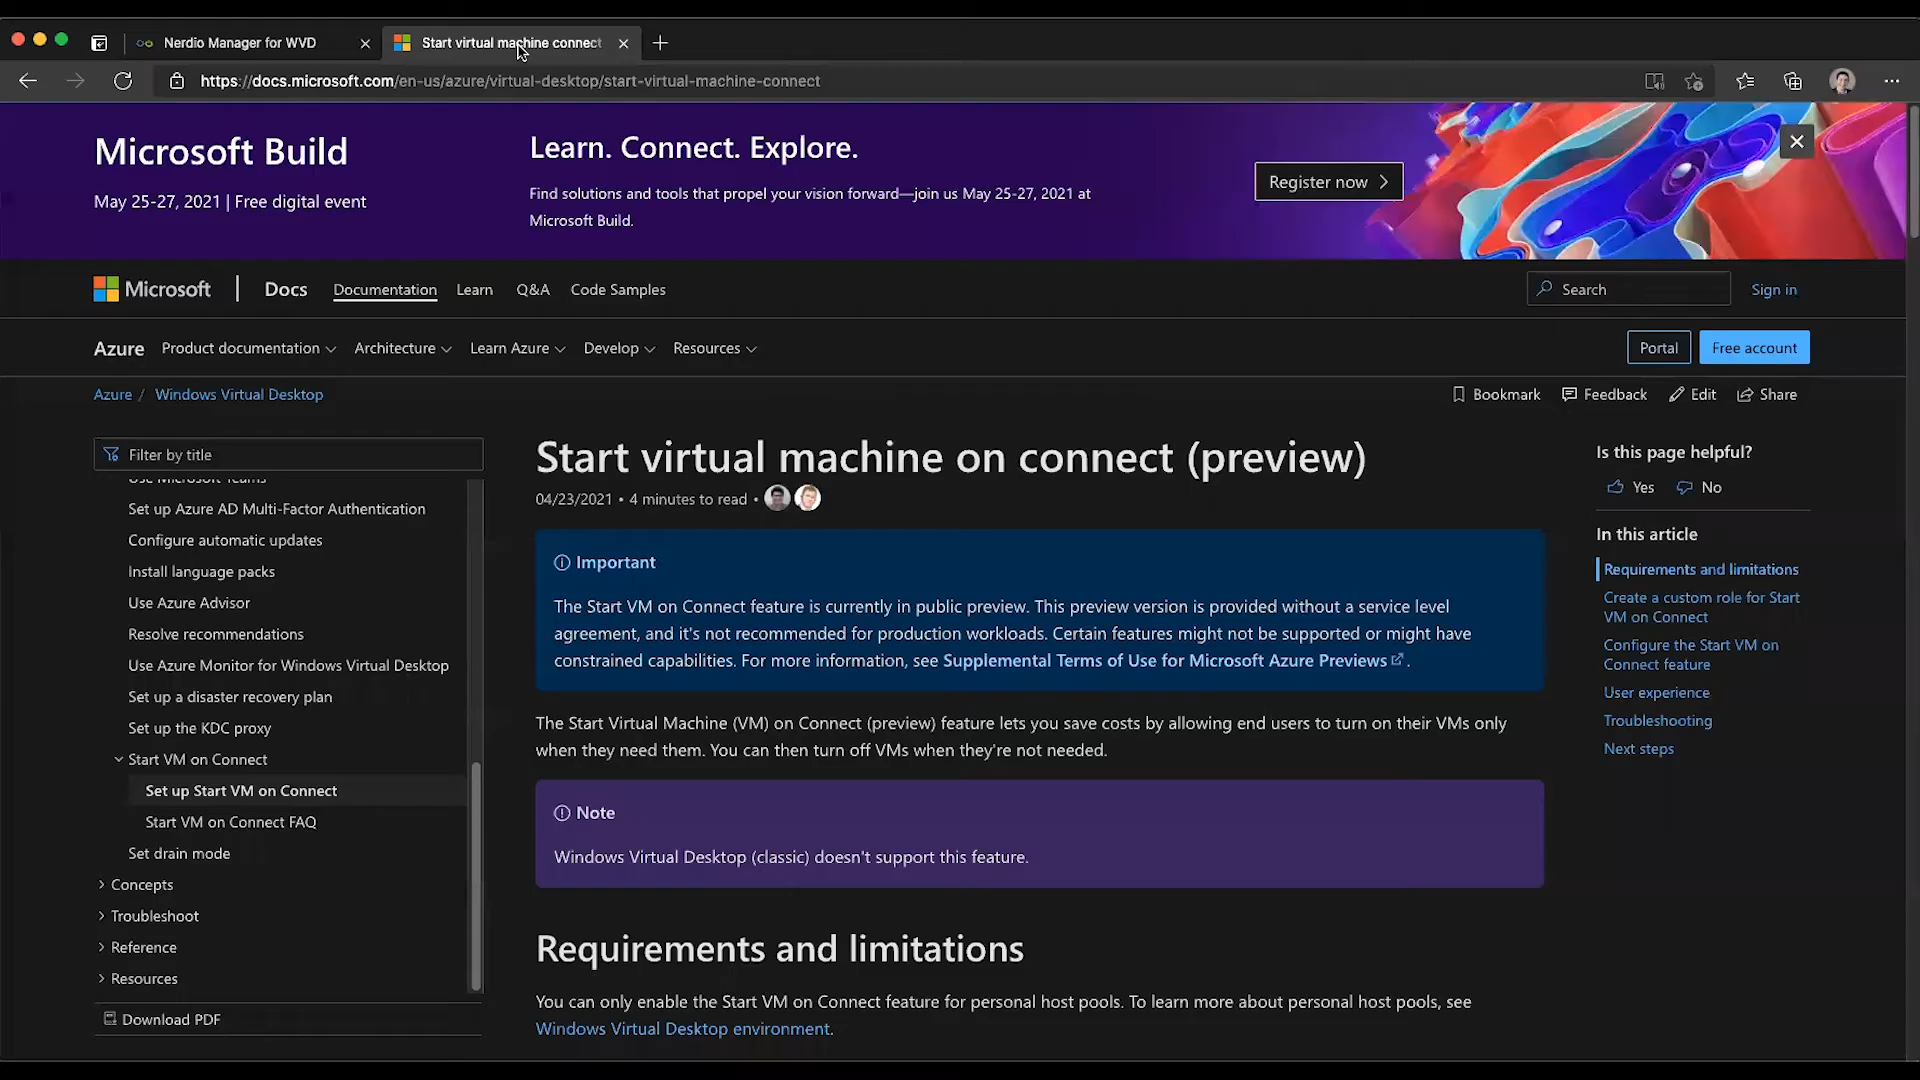 Nerdio Manager for WVD
Start virtual machine connect
https://docs.microsoft.com/en-us/azure/virtual-desktop/start-virtual-machine-connect
Microsoft Build
May 25-27, 2021 | Free digital event
Learn. Connect. Explore.
Find solutions and tools that propel your vision forward—join us May 25-27, 2021 at
Microsoft Build.
Register now
Microsoft
Docs
Documentation
Learn
Q&A
Code Samples
Search
Sign in
Azure
Product documentation
Architecture
Learn Azure
Develop
Resources
Portal
Free account
Azure / Windows Virtual Desktop
Bookmark
Feedback
Edit
Share
Filter by title
Use Microsoft Teams
Set up Azure AD Multi-Factor Authentication
Configure automatic updates
Install language packs
Use Azure Advisor
Resolve recommendations
Use Azure Monitor for Windows Virtual Desktop
Set up a disaster recovery plan
Set up the KDC proxy
Start VM on Connect
Set up Start VM on Connect
Start VM on Connect FAQ
Set drain mode
Concepts
Troubleshoot
Reference
Resources
Download PDF
Start virtual machine on connect (preview)
04/23/2021 • 4 minutes to read •
Important
The Start VM on Connect feature is currently in public preview. This preview version is provided without a service level
agreement, and it's not recommended for production workloads. Certain features might not be supported or might have
constrained capabilities. For more information, see Supplemental Terms of Use for Microsoft Azure Previews.
The Start Virtual Machine (VM) on Connect (preview) feature lets you save costs by allowing end users to turn on their VMs only
when they need them. You can then turn off VMs when they're not needed.
Note
Windows Virtual Desktop (classic) doesn't support this feature.
Requirements and limitations
You can only enable the Start VM on Connect feature for personal host pools. To learn more about personal host pools, see
Windows Virtual Desktop environment.
Is this page helpful?
Yes
No
In this article
Requirements and limitations
Create a custom role for Start
VM on Connect
Configure the Start VM on
Connect feature
User experience
Troubleshooting
Next steps